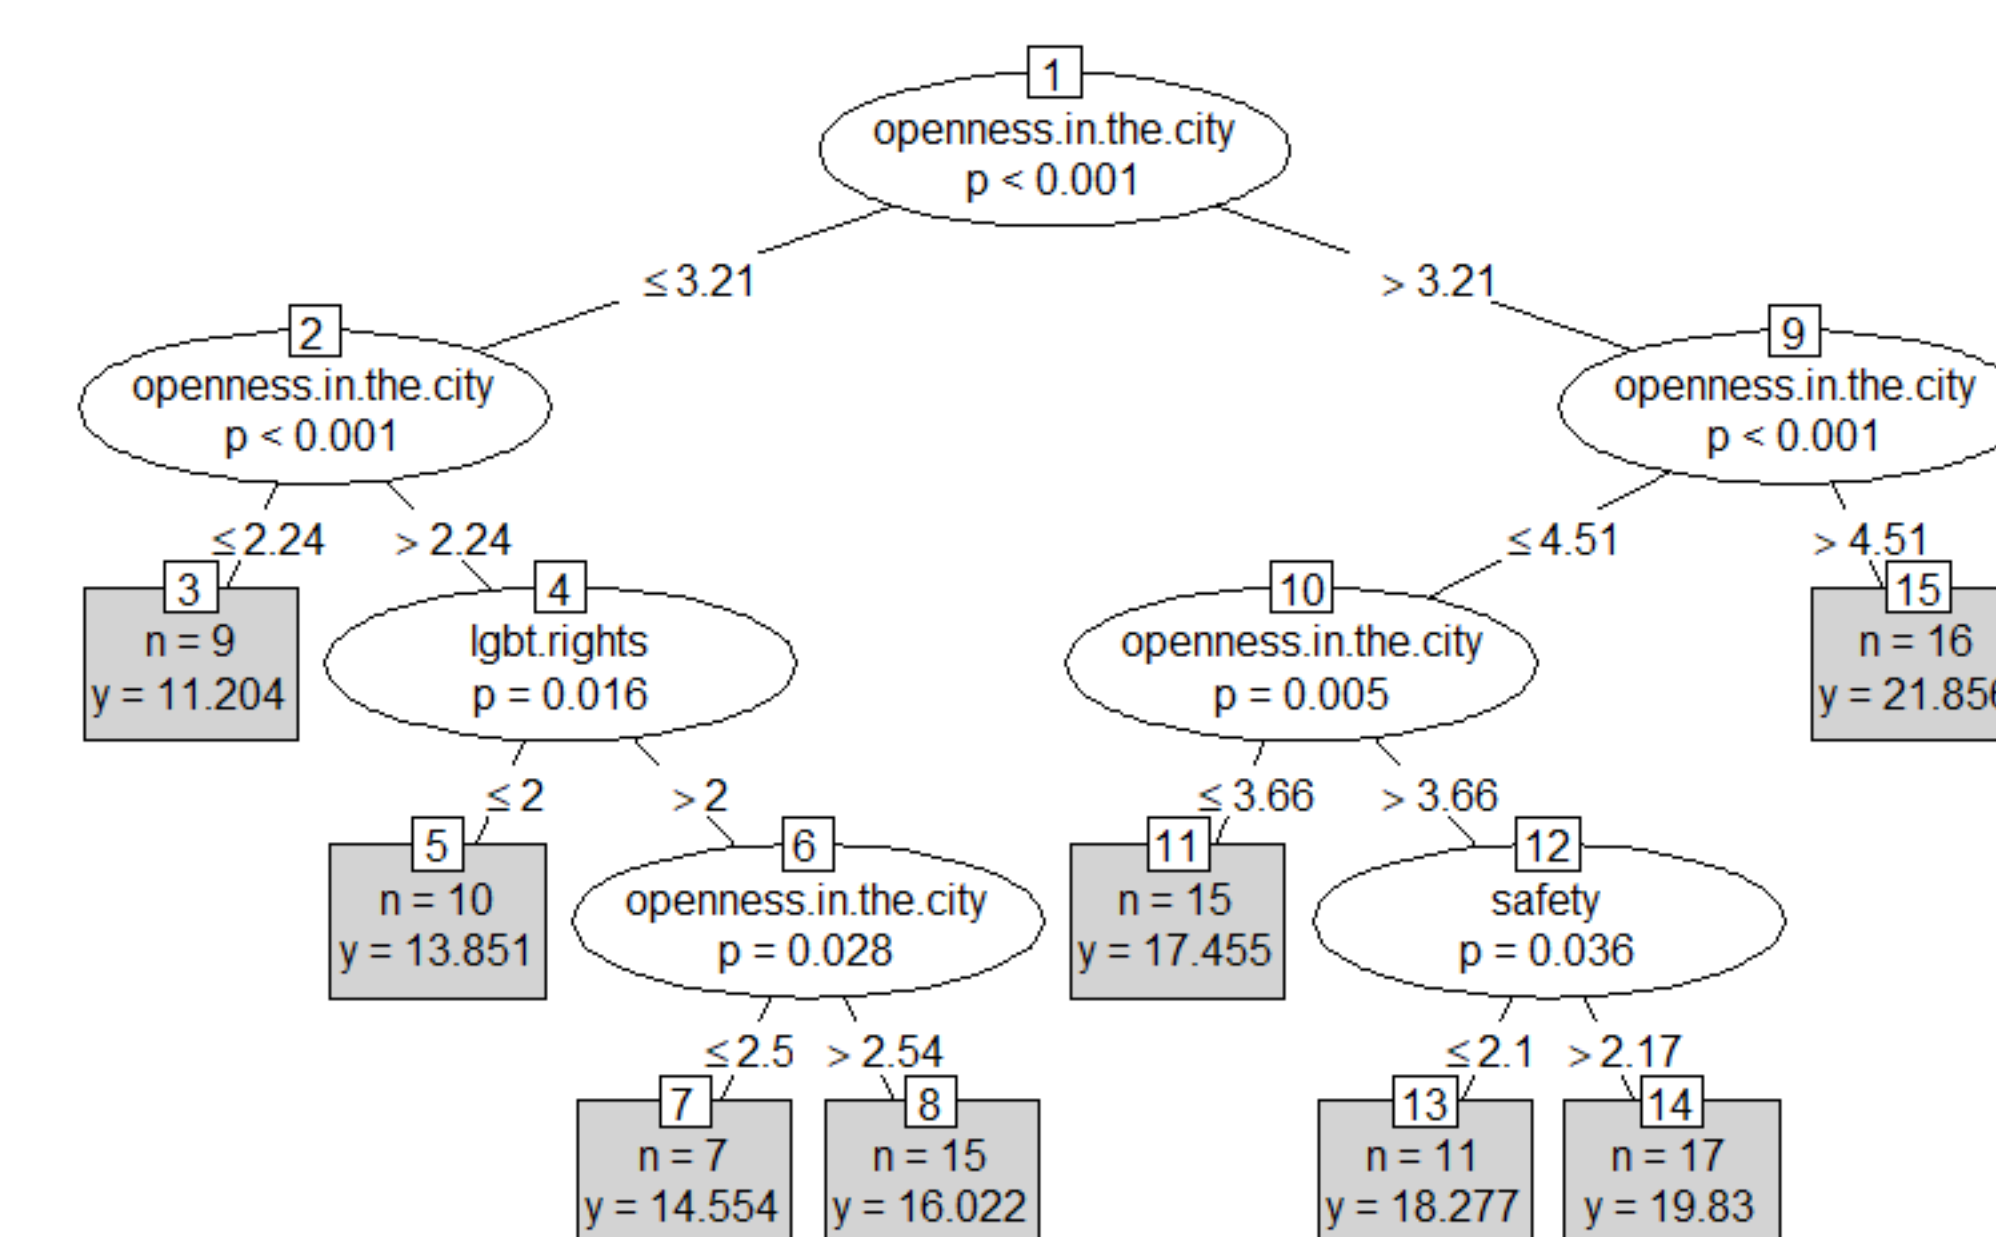 1
openness.in.the.city
p < 0.001
≤ 3.21
> 3.21
2
openness.in.the.city
p < 0.001
9
openness.in.the.city
p < 0.001
≤ 2.24
> 2.24
≤ 4.51
> 4.51
3
n = 9
y = 11.204
4
lgbt.rights
p = 0.016
10
openness.in.the.city
p = 0.005
15
n = 16
y = 21.856
≤ 2
> 2
≤ 3.66
> 3.66
5
n = 10
y = 13.851
6
openness.in.the.city
p = 0.028
11
n = 15
y = 17.455
12
safety
p = 0.036
≤ 2.5
> 2.54
≤ 2.1
> 2.17
7
n = 7
y = 14.554
8
n = 15
y = 16.022
13
n = 11
y = 18.277
14
n = 17
y = 19.83